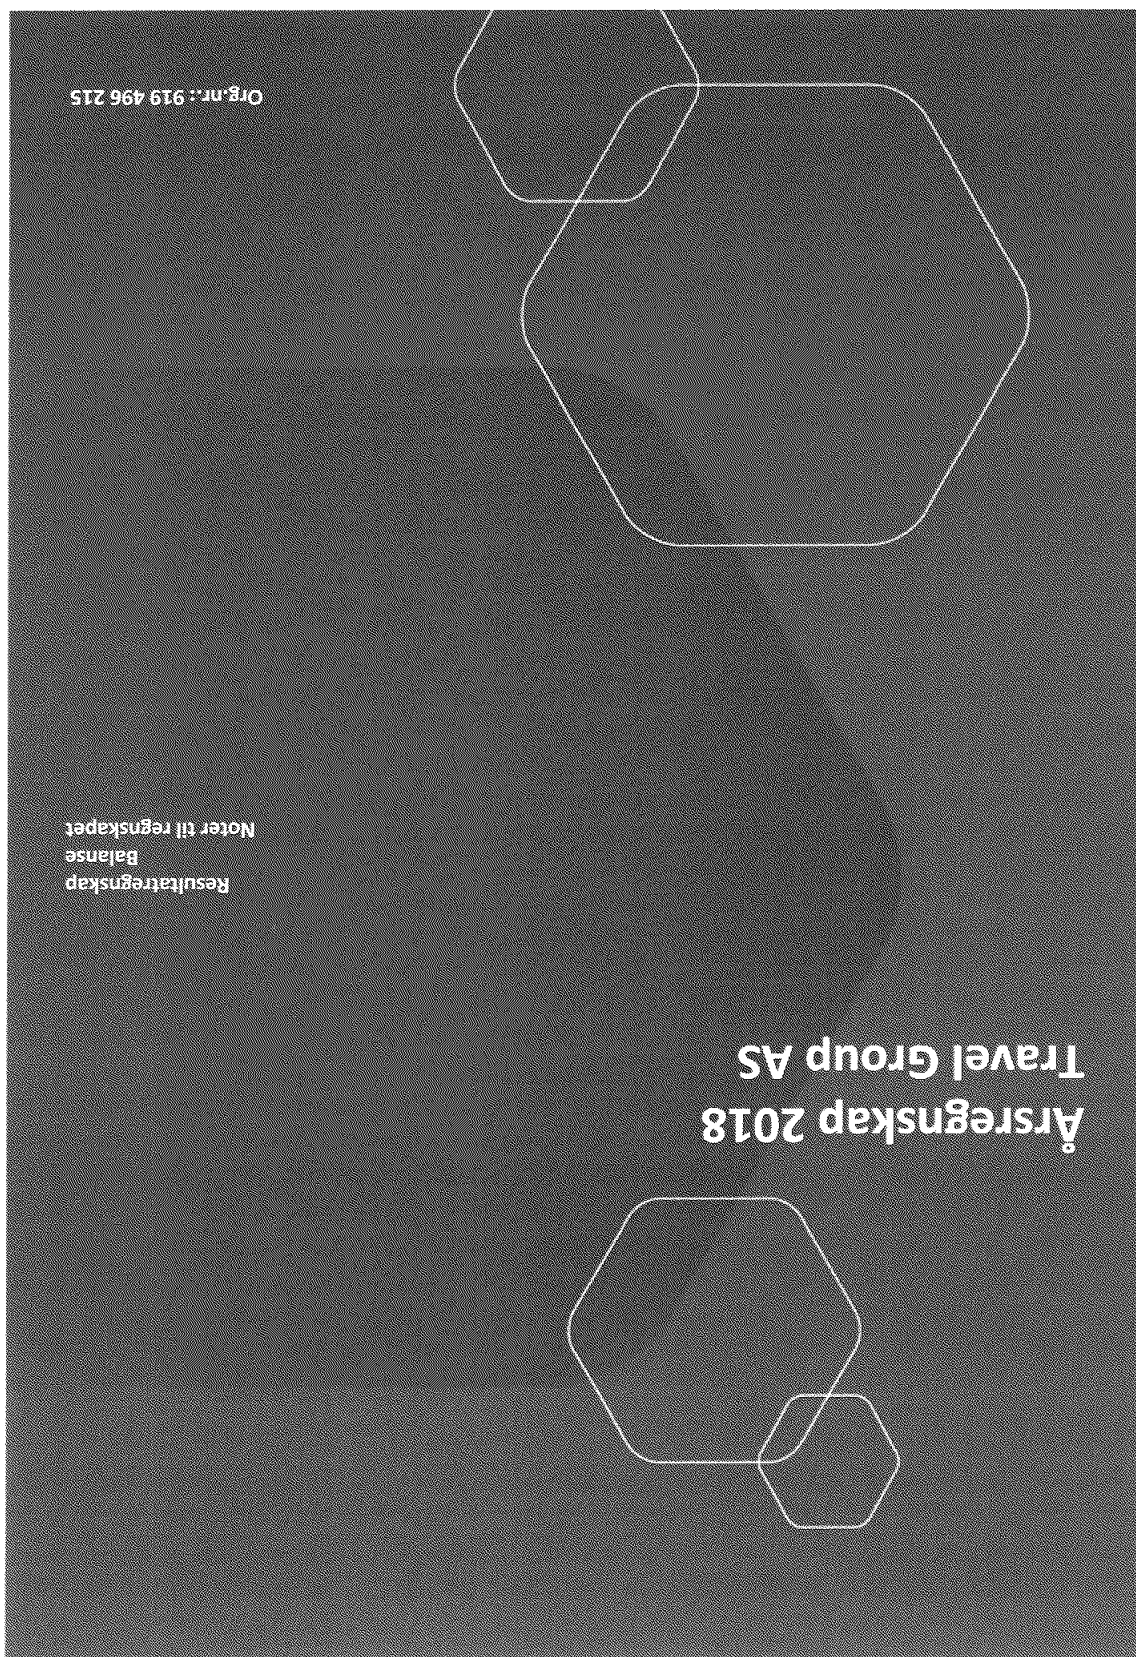 Årsregnskap 2018
Travel Group AS
Resultatregnskap
Balanse
Noter til regnskapet
Org.nr.: 919 496 215